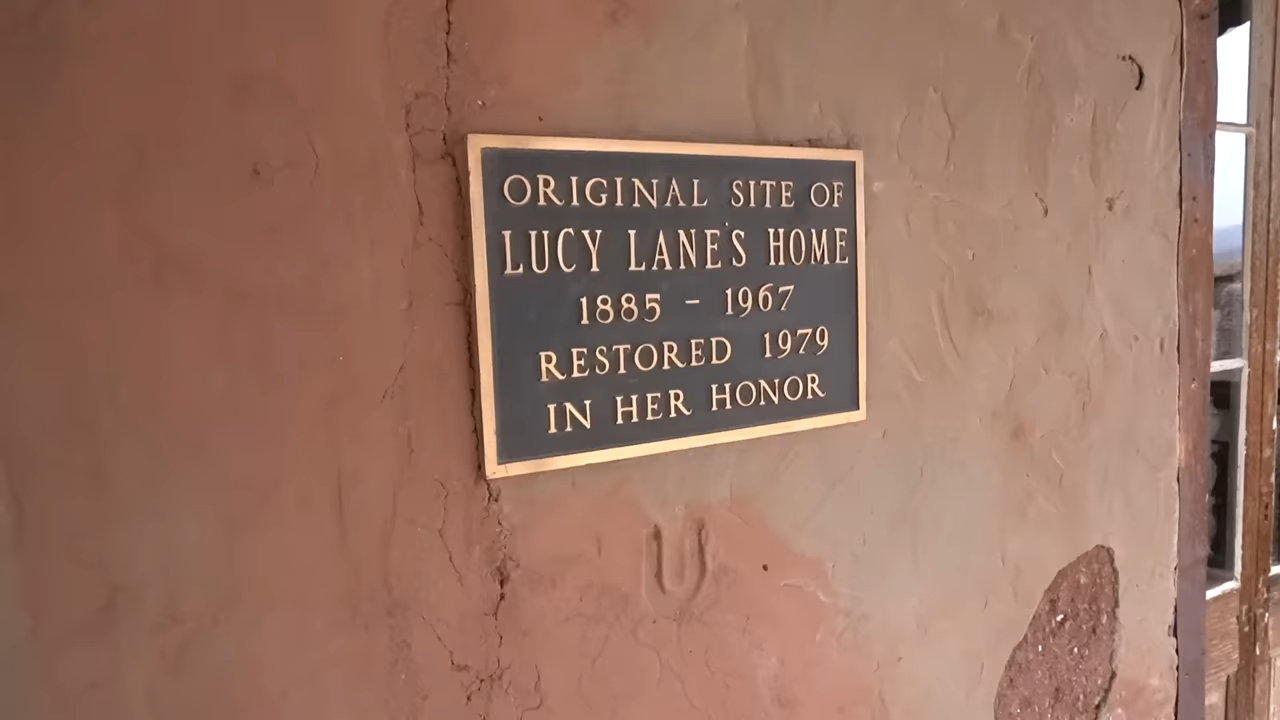 ORIGINAL SITE OF
LUCY LANE'S HOME
1885 - 1967
RESTORED 1979
IN HER HONOR
U